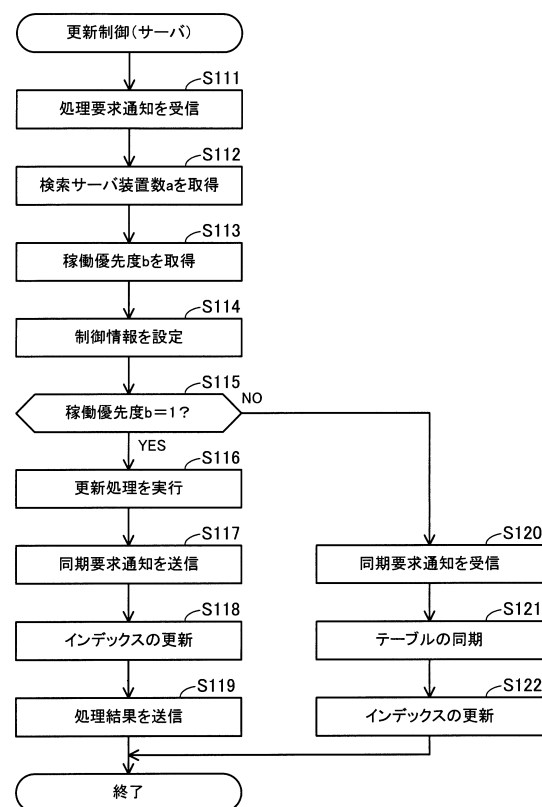 更新制御(サーバ)
S111
処理要求通知を受信
S112
検索サーバ装置数aを取得
S113
稼働優先度bを取得
S114
制御情報を設定
S115
稼働優先度b=1?
NO
YES
S116
更新処理を実行
S117
同期要求通知を送信
S118
インデックスの更新
S119
処理結果を送信
S120
同期要求通知を受信
S121
テーブルの同期
S122
インデックスの更新
終了